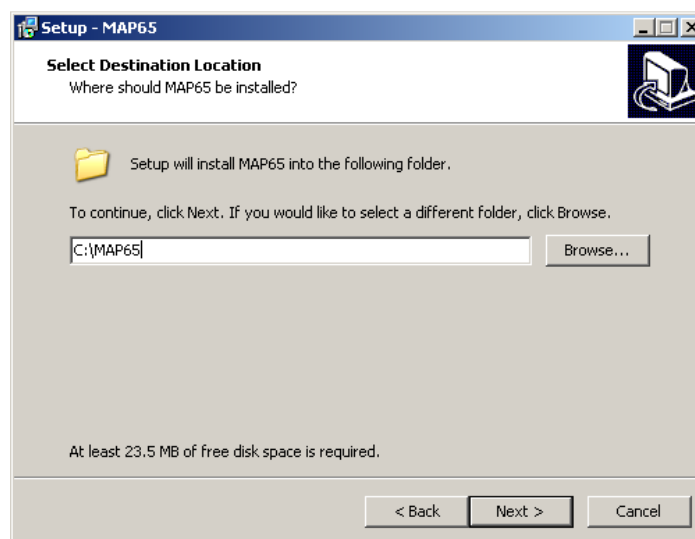 Setup - MAP65
Select Destination Location
Where should MAP65 be installed?
Setup will install MAP65 into the following folder.
To continue, click Next. If you would like to select a different folder, click Browse.
C:\MAP65
Browse...
At least 23.5 MB of free disk space is required.
< Back
Next >
Cancel